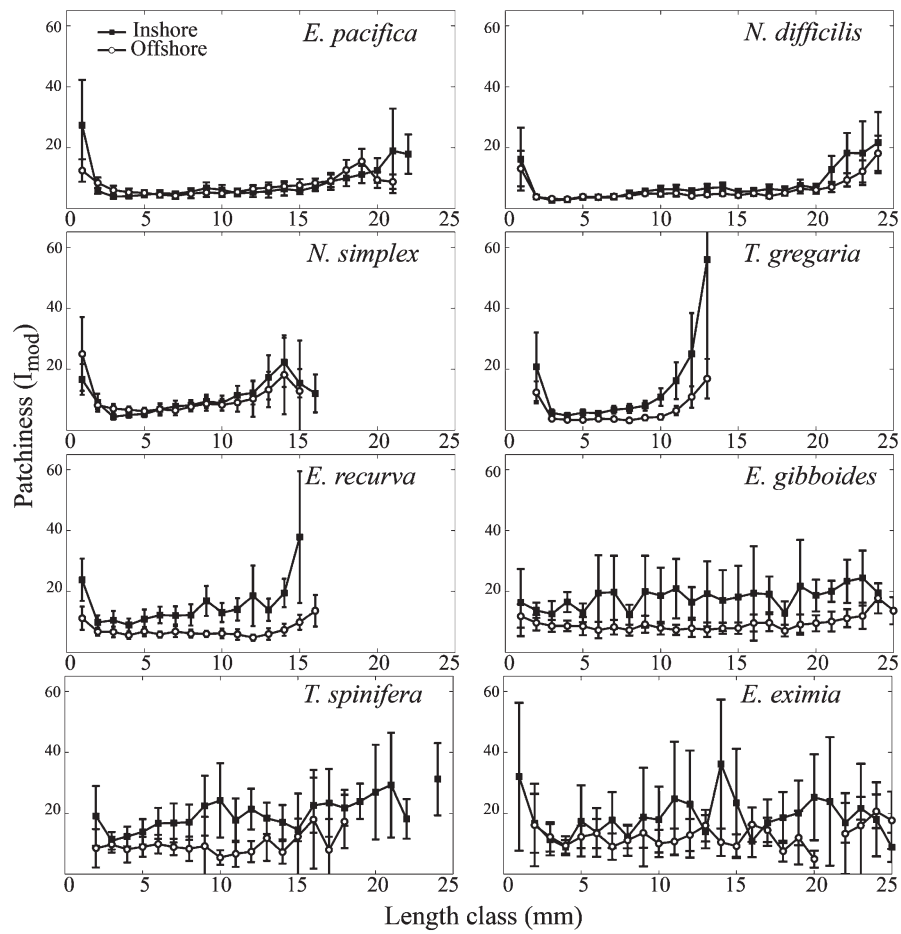 Inshore
Offshore
E. pacifica
N. difficilis
60
40
20
0 5 10 15 20 25
60
40
20
0 5 10 15 20 25
N. simplex
T. gregaria
60
40
20
0 5 10 15 20 25
60
40
20
0 5 10 15 20 25
E. recurva
E. gibboides
60
40
20
0 5 10 15 20 25
60
40
20
0 5 10 15 20 25
T. spinifera
E. eximia
60
40
20
0 5 10 15 20 25
60
40
20
0 5 10 15 20 25
Patchiness (Imod)
Length class (mm)